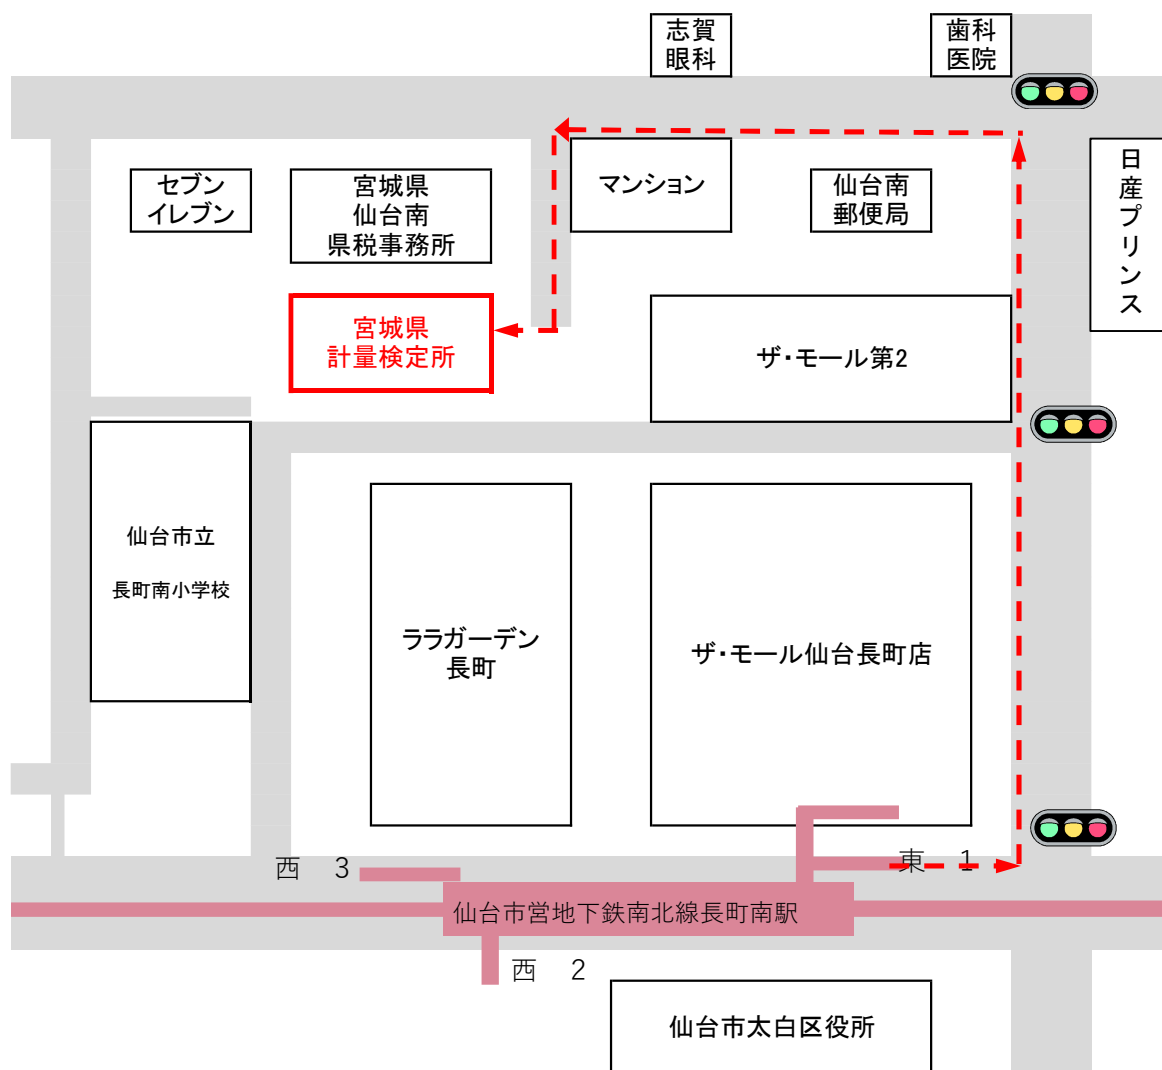 志賀
眼科
歯科
医院
セブン
イレブン
宮城県
仙台南
県税事務所
マンション
仙台南
郵便局
日産プリンス
宮城県
計量検定所
ザ・モール第2
仙台市立
長町南小学校
ララガーデン
長町
ザ・モール仙台長町店
西 3
東 1
仙台市営地下鉄南北線長町南駅
西 2
仙台市太白区役所